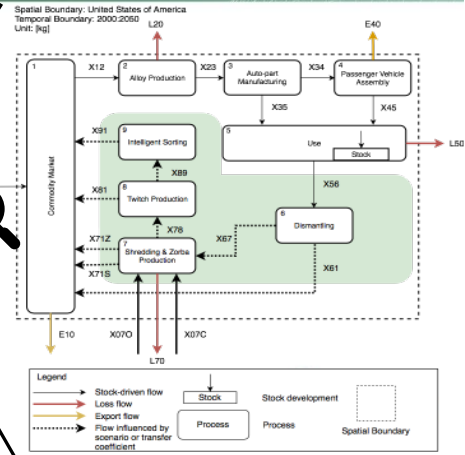 Spatial Boundary: United States of America
Temporal Boundary: 2000:2050
Unit: [kg]
L20
E40
1
Commodity Market
X12
2
Alloy Production
X23
3
Auto-part
Manufacturing
X34
4
Passenger Vehicle
Assembly
X35
X45
X91
9
Intelligent Sorting
5
Use
Stock
L50
X89
X81
8
Twitch Production
X56
X78
6
Dismantling
X71Z
7
Shredding & Zorba
Production
X67
X71S
X61
E10
X07O
X07C
L70
Legend
Stock-driven flow
Loss flow
Export flow
Flow influenced by
scenario or transfer
coefficient
Stock
Stock development
Process
Process
Spatial Boundary